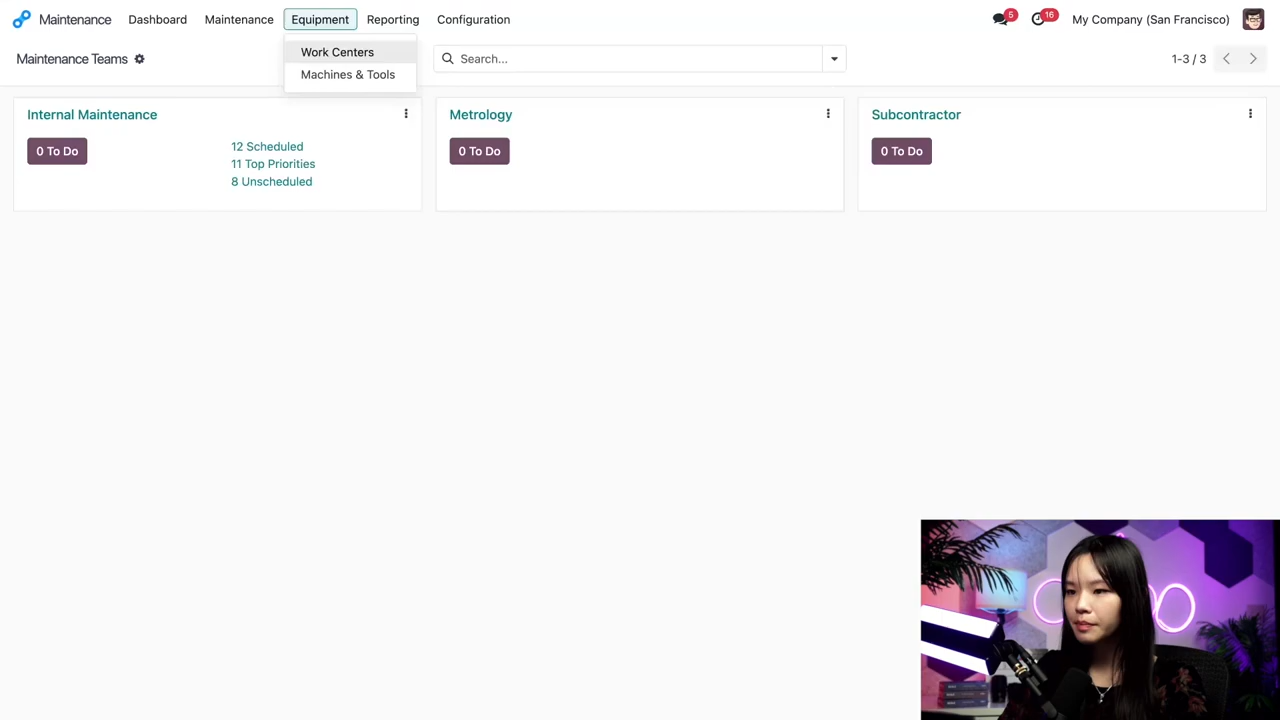 Maintenance Dashboard Maintenance Equipment Reporting Configuration 5 16 My Company (San Francisco)
Maintenance Teams Search... 1-3 / 3
Work Centers
Machines & Tools
Internal Maintenance
0 To Do
12 Scheduled
11 Top Priorities
8 Unscheduled
Metrology
0 To Do
Subcontractor
0 To Do